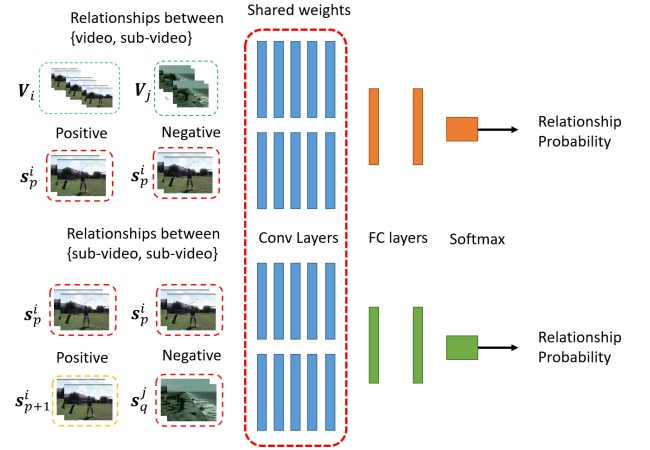 Relationships between
{video, sub-video}
Shared weights
V_i
V_j
Positive
Negative
s_p^i
s_p^i
Relationship
Probability
Relationships between
{sub-video, sub-video}
Conv Layers
FC layers
Softmax
s_p^i
s_p^i
Positive
Negative
s_{p+1}^i
s_q^j
Relationship
Probability